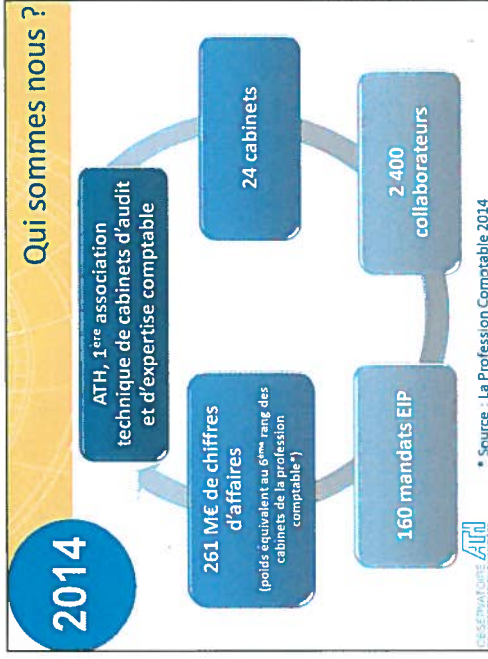 2014
Qui sommes nous ?
ATH, 1ère association
technique de cabinets d'audit
et d'expertise comptable
24 cabinets
2 400
collaborateurs
160 mandats EIP
261 M€ de chiffres
d'affaires
(poids équivalent au 6ème rang des
cabinets de la profession
comptable*)
OBSERVATOIRE ATH
* Source : La Profession Comptable 2014